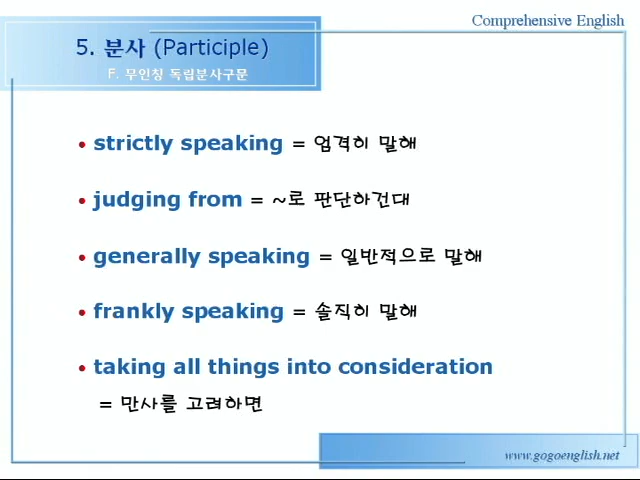 Comprehensive English
5. 분사 (Participle)
F. 무인칭 독립분사구문
• strictly speaking = 엄격히 말해
• judging from = ~로 판단하건대
• generally speaking = 일반적으로 말해
• frankly speaking = 솔직히 말해
• taking all things into consideration
= 만사를 고려하면
www.gogoenglish.net